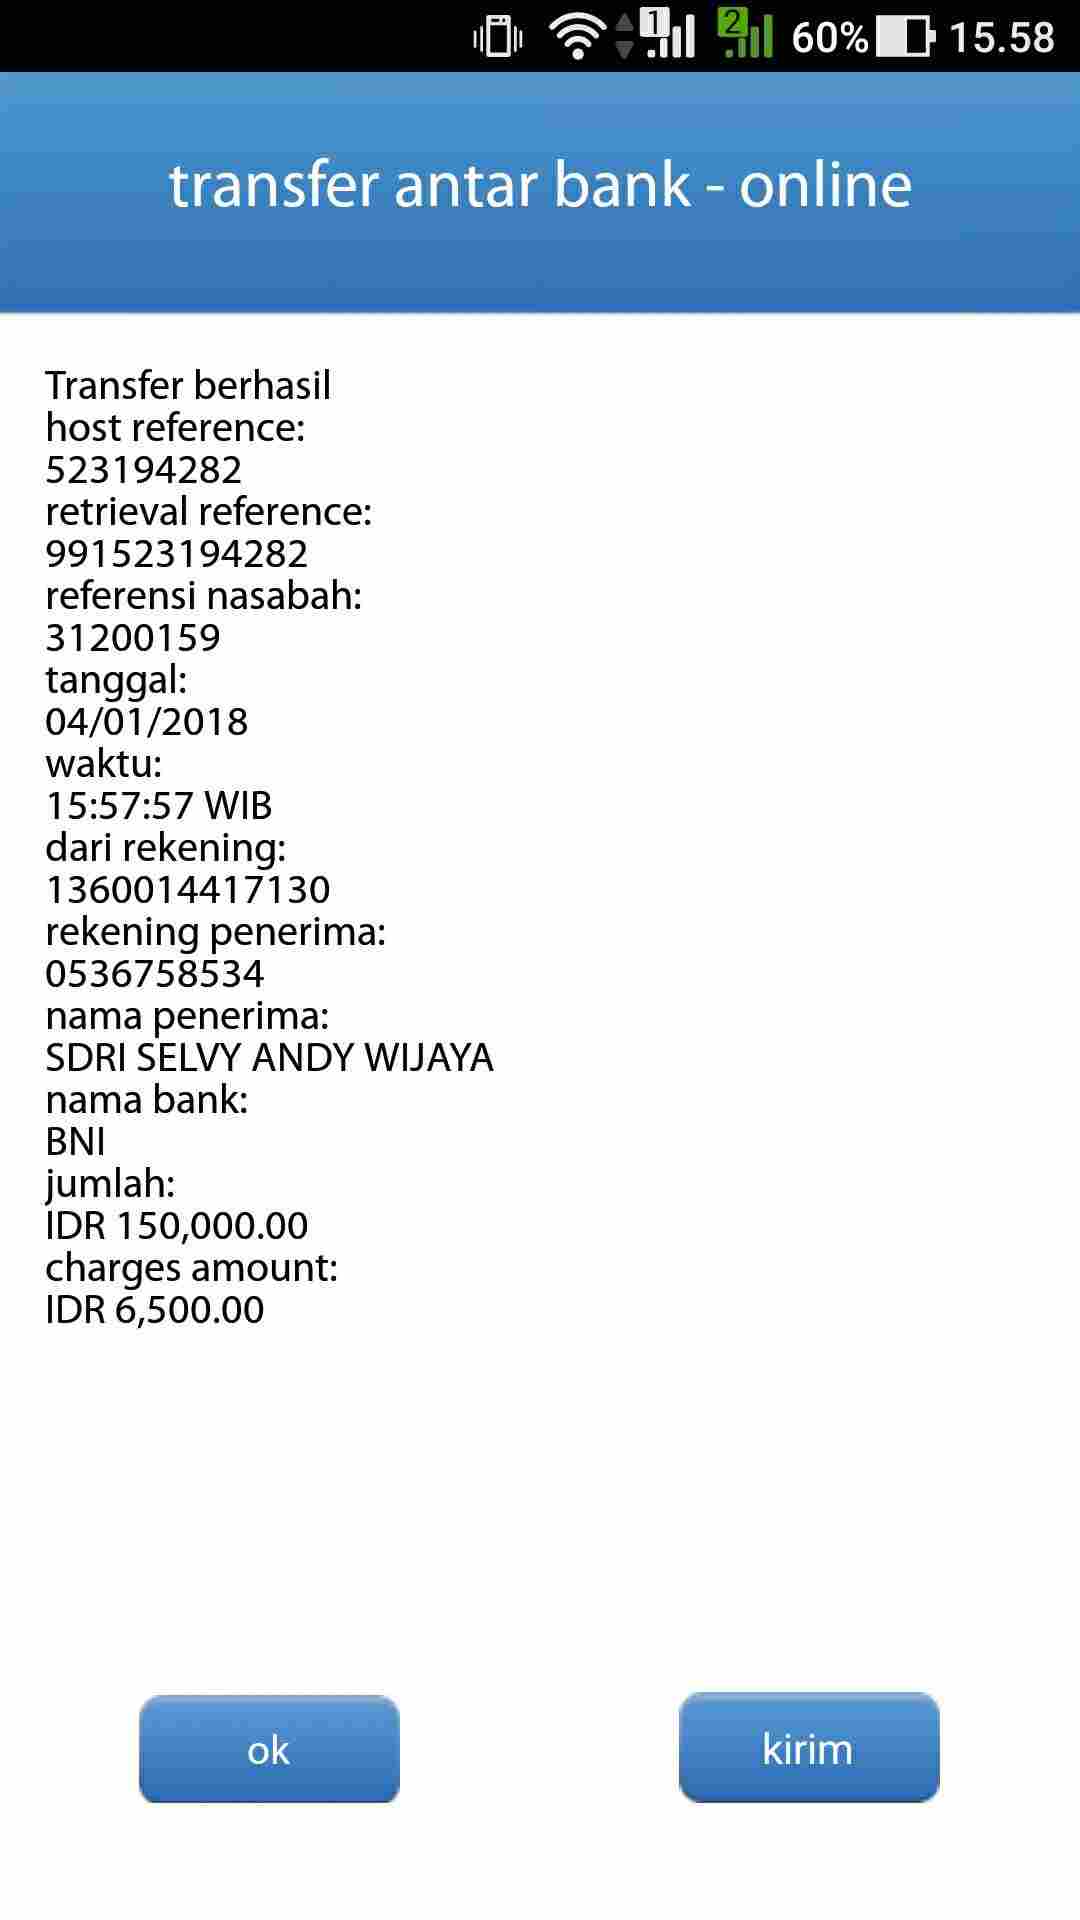 1 2 60% 15.58
transfer antar bank - online
Transfer berhasil
host reference:
523194282
retrieval reference:
991523194282
referensi nasabah:
31200159
tanggal:
04/01/2018
waktu:
15:57:57 WIB
dari rekening:
1360014417130
rekening penerima:
0536758534
nama penerima:
SDRI SELVY ANDY WIJAYA
nama bank:
BNI
jumlah:
IDR 150,000.00
charges amount:
IDR 6,500.00
ok kirim